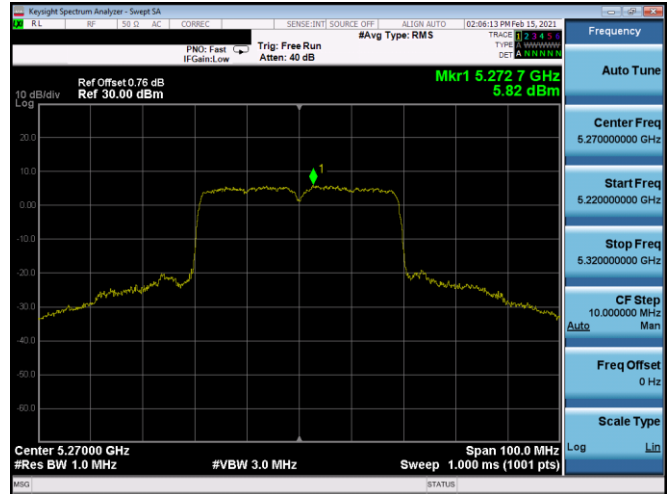 Keysight Spectrum Analyzer - Swept SA
RL RF 50 Ω AC CORREC SENSE:INT SOURCE OFF ALIGN AUTO 02:06:13 PM Feb 15, 2021
#Avg Type: RMS
TRACE 1 2 3 4 5 6
TYPE A WWWWW
DET A NNNNN
PNO: Fast
IFGain:Low
Trig: Free Run
Atten: 40 dB
Frequency
Mkr1 5.272 7 GHz
5.82 dBm
Ref Offset 0.76 dB
Ref 30.00 dBm
10 dB/div
Log
20.0
10.0
0.00
-10.0
-20.0
-30.0
-40.0
-50.0
-60.0
1
Auto Tune
Center Freq
5.270000000 GHz
Start Freq
5.220000000 GHz
Stop Freq
5.320000000 GHz
CF Step
10.000000 MHz
Auto Man
Freq Offset
0 Hz
Scale Type
Log Lin
Center 5.27000 GHz
Span 100.0 MHz
#Res BW 1.0 MHz
#VBW 3.0 MHz
Sweep 1.000 ms (1001 pts)
MSG
STATUS